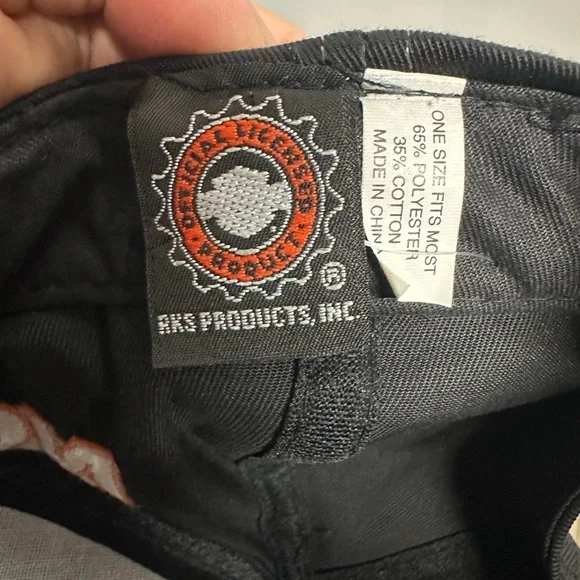 OFFICIAL LICENSED
PRODUCT
®
RKS PRODUCTS, INC.
ONE SIZE FITS MOST
65% POLYESTER
35% COTTON
MADE IN CHINA